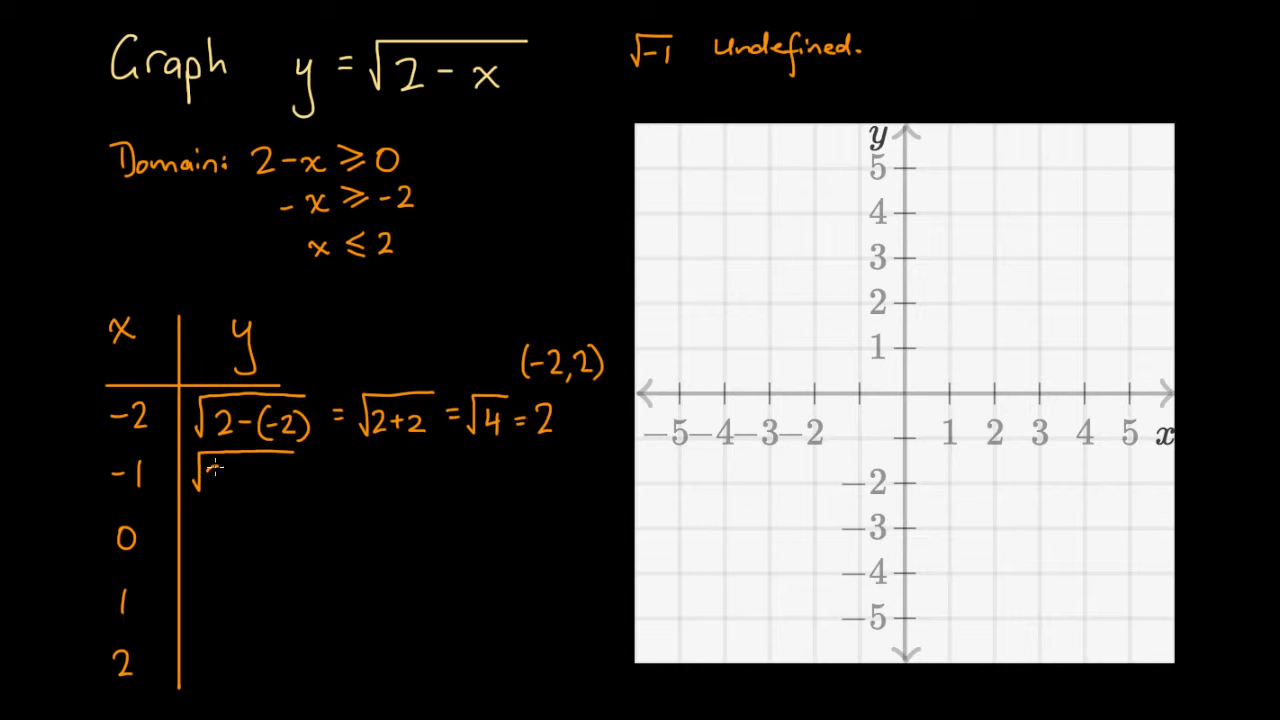 Graph y = √2 - x
√-1 undefined.
Domain: 2 - x ⩾ 0
- x ⩾ -2
x ⩽ 2
x y
(-2,2)
-2 √2-(-2) = √2+2 = √4 = 2
-1 √
0
1
2
y
5
4
3
2
1
-5 -4 -3 -2 1 2 3 4 5 x
-2
-3
-4
-5